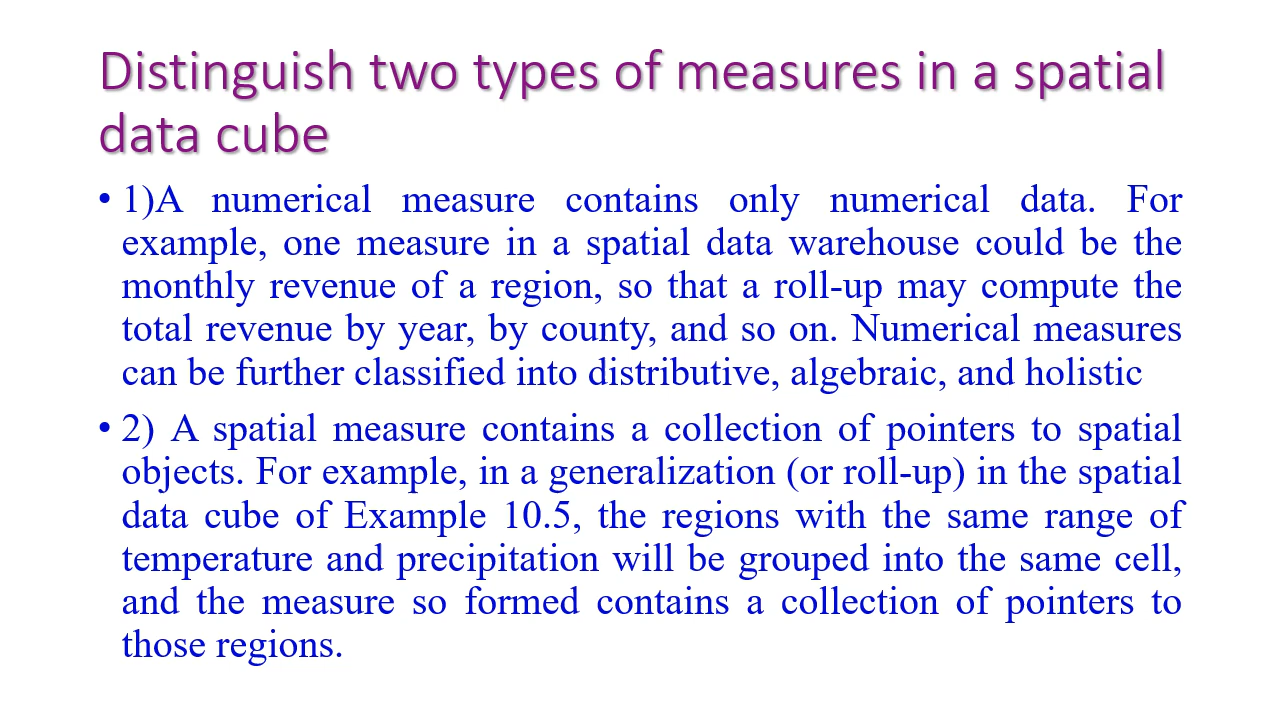 Distinguish two types of measures in a spatial
data cube
• 1)A numerical measure contains only numerical data. For
example, one measure in a spatial data warehouse could be the
monthly revenue of a region, so that a roll-up may compute the
total revenue by year, by county, and so on. Numerical measures
can be further classified into distributive, algebraic, and holistic
• 2) A spatial measure contains a collection of pointers to spatial
objects. For example, in a generalization (or roll-up) in the spatial
data cube of Example 10.5, the regions with the same range of
temperature and precipitation will be grouped into the same cell,
and the measure so formed contains a collection of pointers to
those regions.